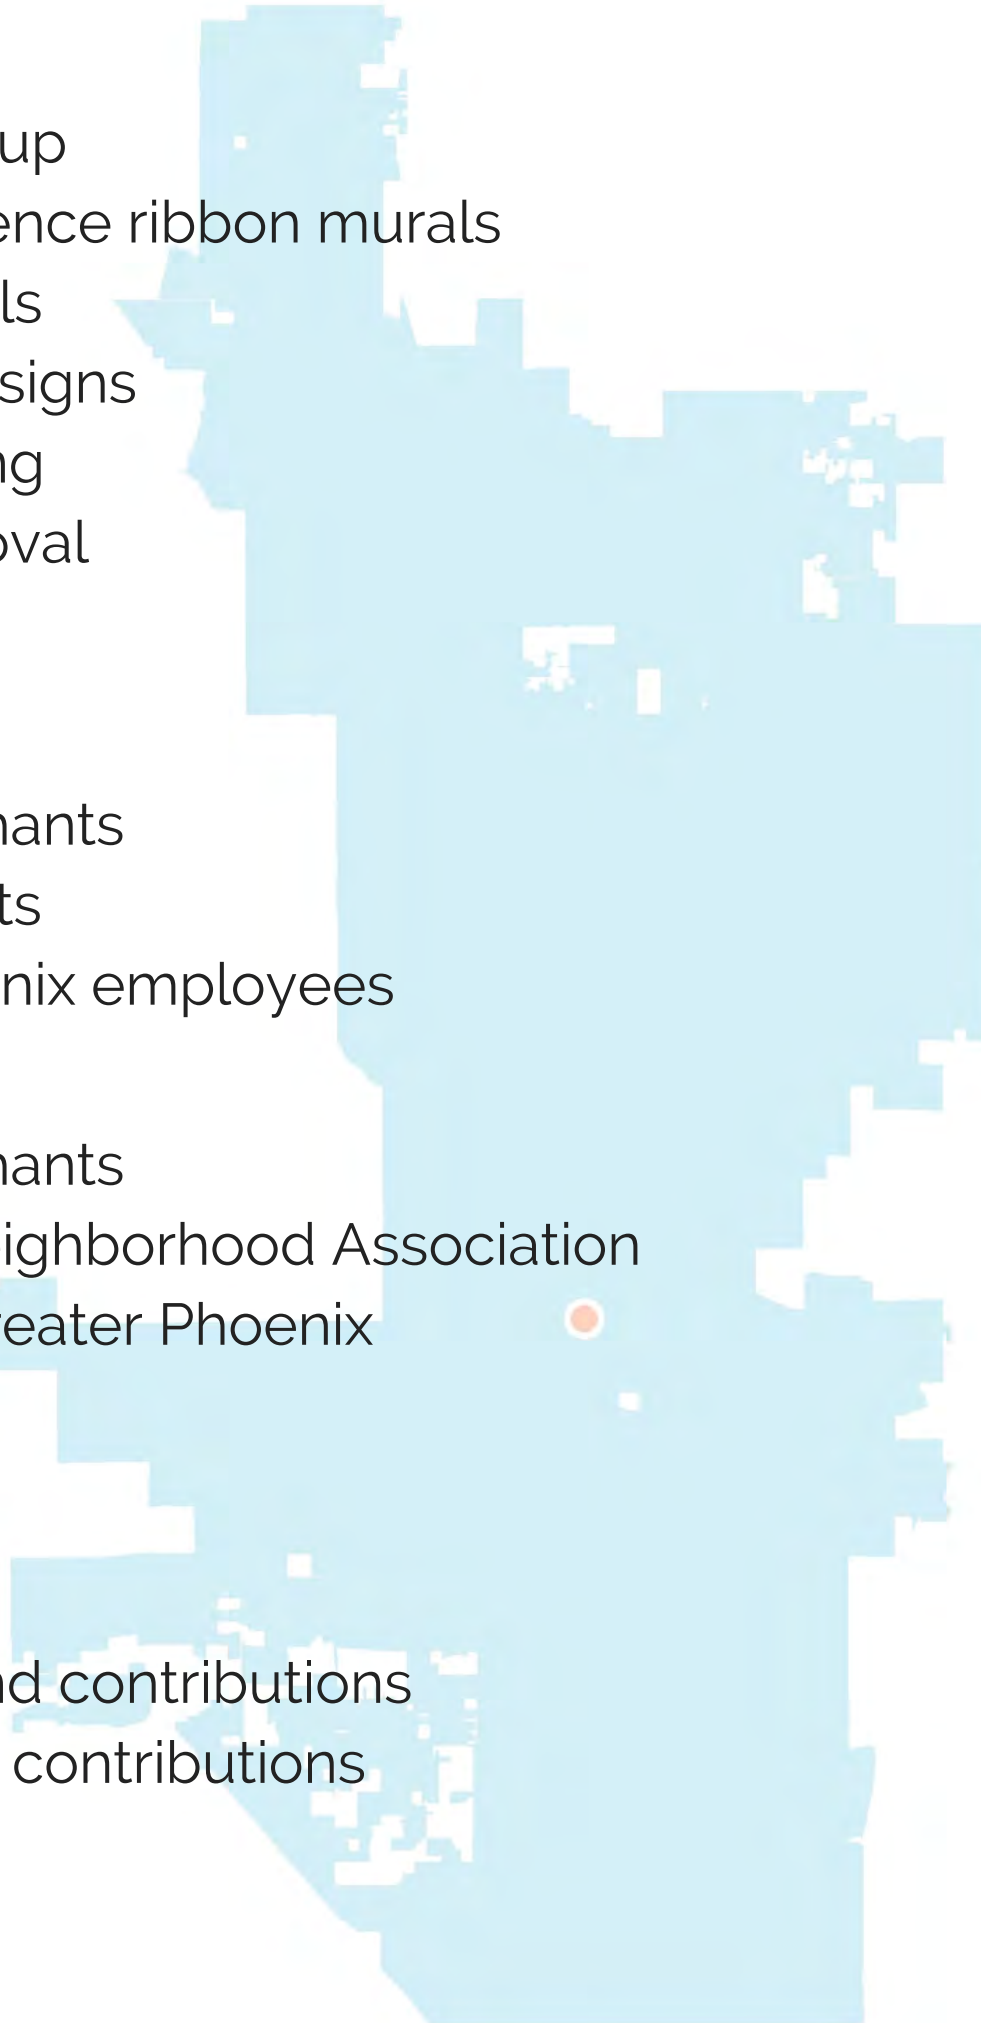 up
ence ribbon murals
ls
signs
ng
oval
nants
ts
nix employees
nants
eighborhood Association
reater Phoenix
nd contributions
contributions